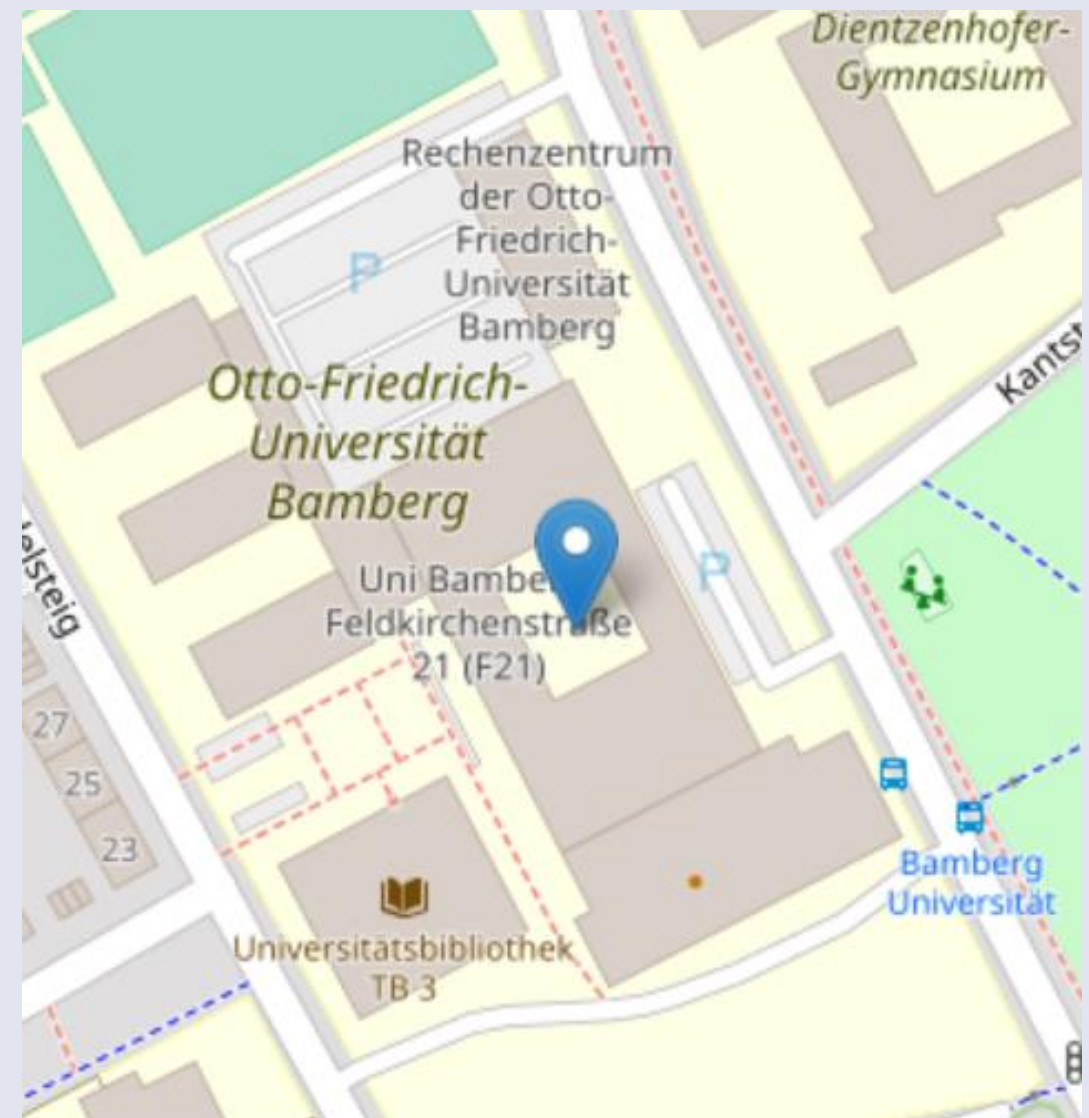 Dientzenhofer-
Gymnasium
Rechenzentrum
der Otto-
Friedrich-
Universität
Bamberg
P
Kantst
Otto-Friedrich-
Universität
Bamberg
P
elsteig
Uni Bambe
Feldkirchenstraße
21 (F21)
27
25
23
Bamberg
Universität
Universitätsbibliothek
TB 3